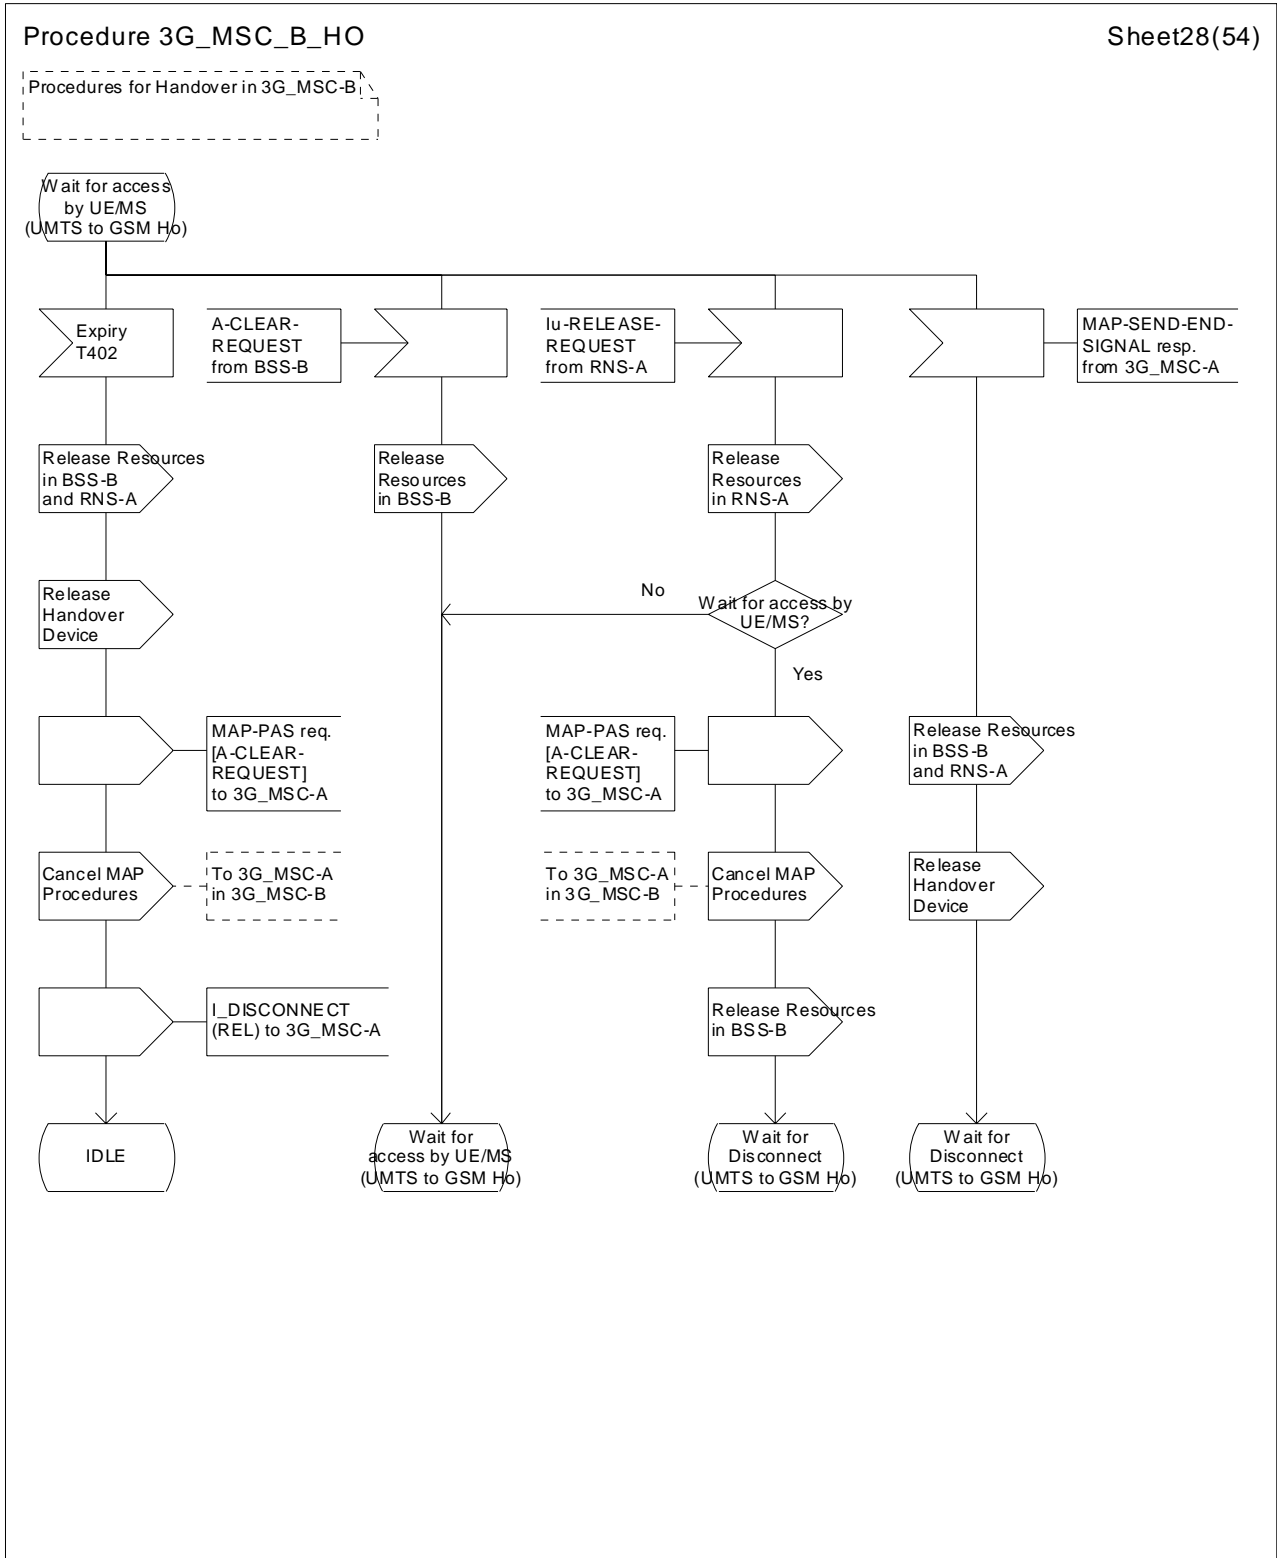 Procedure 3G_MSC_B_HO
Sheet28(54)
Procedures for Handover in 3G_MSC-B
Wait for access
by UE/MS
(UMTS to GSM Ho)
Expiry
T402
A-CLEAR-
REQUEST
from BSS-B
Iu-RELEASE-
REQUEST
from RNS-A
MAP-SEND-END-
SIGNAL resp.
from 3G_MSC-A
Release Resources
in BSS-B
and RNS-A
Release
Resources
in BSS-B
Release
Resources
in RNS-A
Release
Handover
Device
No
Wait for access by
UE/MS?
Yes
MAP-PAS req.
[A-CLEAR-
REQUEST]
to 3G_MSC-A
MAP-PAS req.
[A-CLEAR-
REQUEST]
to 3G_MSC-A
Release Resources
in BSS-B
and RNS-A
Cancel MAP
Procedures
To 3G_MSC-A
in 3G_MSC-B
To 3G_MSC-A
in 3G_MSC-B
Cancel MAP
Procedures
Release
Handover
Device
I_DISCONNECT
(REL) to 3G_MSC-A
Release Resources
in BSS-B
IDLE
Wait for
access by UE/MS
(UMTS to GSM Ho)
Wait for
Disconnect
(UMTS to GSM Ho)
Wait for
Disconnect
(UMTS to GSM Ho)